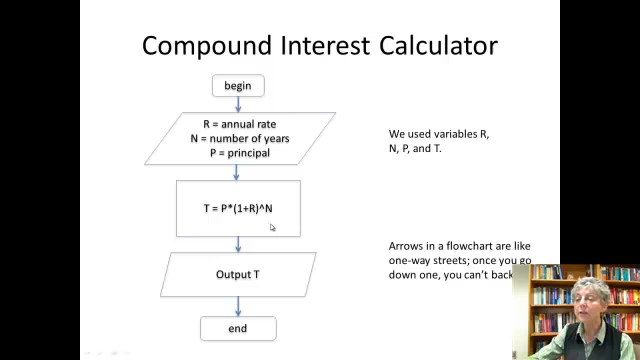 Compound Interest Calculator
begin
R = annual rate
N = number of years
P = principal
We used variables R,
N, P, and T.
T = P*(1+R)^N
Arrows in a flowchart are like
one-way streets; once you go
down one, you can't back
Output T
end